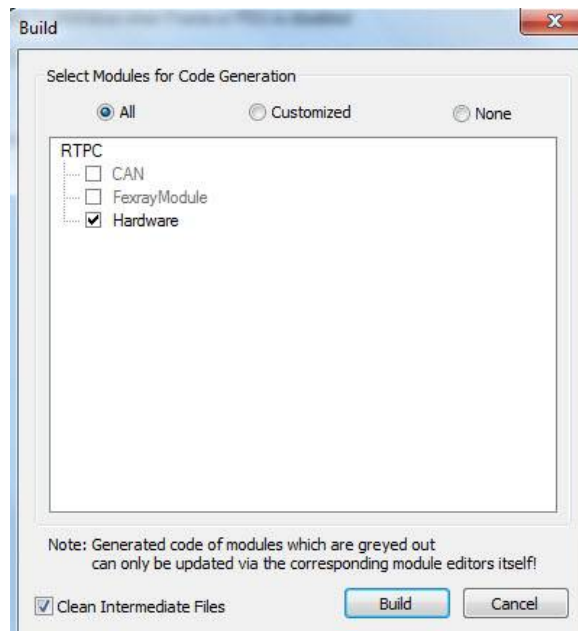 Build
Select Modules for Code Generation
All Customized None
RTPC
CAN
FexrayModule
Hardware
Note: Generated code of modules which are greyed out
can only be updated via the corresponding module editors itself!
Clean Intermediate Files Build Cancel